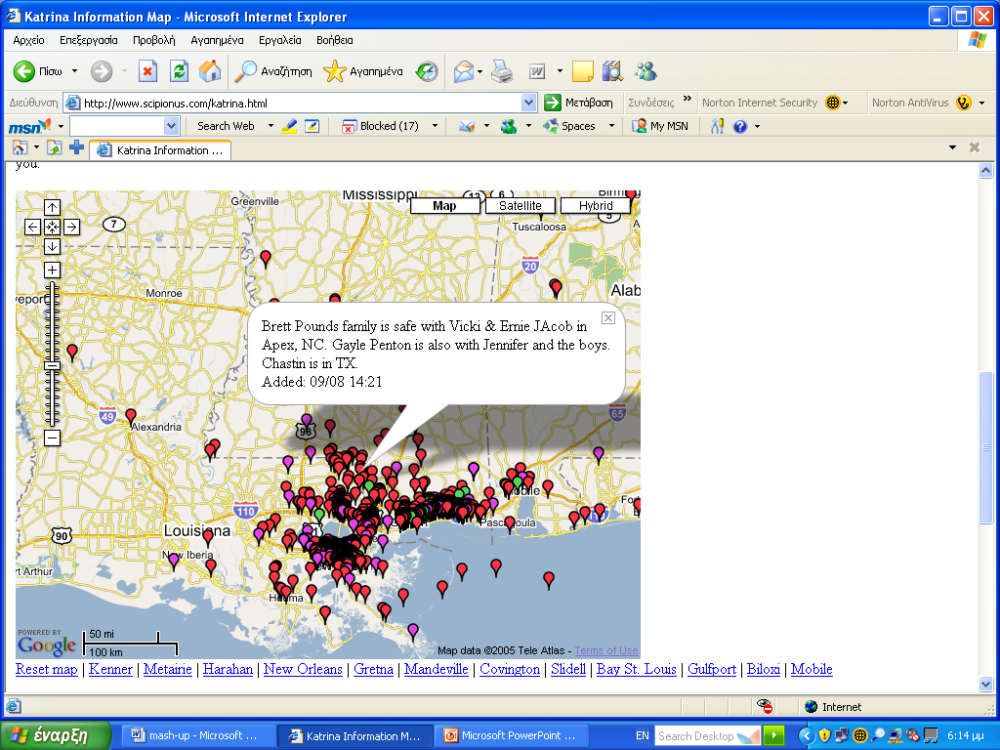 Katrina Information Map - Microsoft Internet Explorer
Αρχείο Επεξεργασία Προβολή Αγαπημένα Εργαλεία Βοήθεια
Πίσω Αναζήτηση Αγαπημένα
Διεύθυνση http://www.scipionus.com/katrina.html Μετάβαση Συνδέσεις » Norton Internet Security Norton AntiVirus
msn Search Web Blocked (17) Spaces My MSN
Katrina Information ...
you.
Mississippi
Greenville
Map Satellite Hybrid
7
5
Tuscaloosa
20
Monroe
Alab
Brett Pounds family is safe with Vicki & Ernie JAcob in
Apex, NC. Gayle Penton is also with Jennifer and the boys.
Chastin is in TX.
Added: 09/08 14:21
49
65
Alexandria
98
Mobile
110
Pascagoula
90
Louisiana
New Iberia
rt Arthur
Houma
POWERED BY
Google
50 mi
100 km
Map data ©2005 Tele Atlas - Terms of Use
Reset map | Kenner | Metairie | Harahan | New Orleans | Gretna | Mandeville | Covington | Slidell | Bay St. Louis | Gulfport | Biloxi | Mobile
Internet
έναρξη mash-up - Microsoft ... Katrina Information M... Microsoft PowerPoint ... EN Search Desktop 6:14 μμ